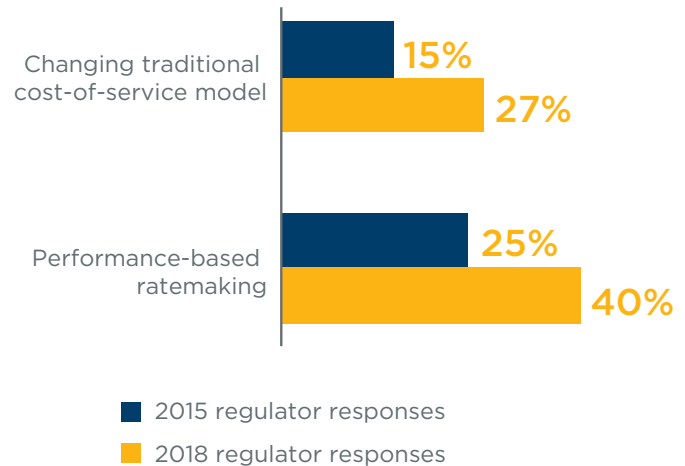 Changing traditional
cost-of-service model
15%
27%
Performance-based
ratemaking
25%
40%
2015 regulator responses
2018 regulator responses